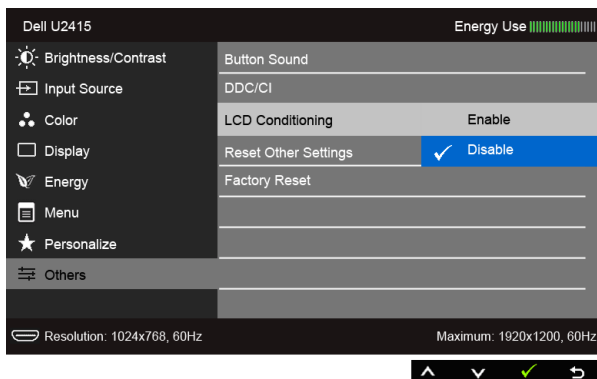 Dell U2415 Energy Use
Brightness/Contrast Button Sound
Input Source DDC/CI
Color LCD Conditioning Enable
Display Reset Other Settings Disable
Energy Factory Reset
Menu
Personalize
Others
Resolution: 1024x768, 60Hz Maximum: 1920x1200, 60Hz